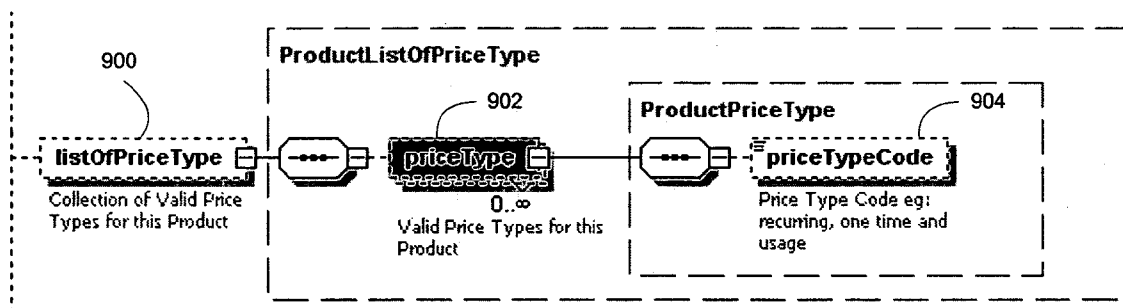 900
ProductListOfPriceType
902
ProductPriceType
904
listOfPriceType
priceType
priceTypeCode
Collection of Valid Price
Types for this Product
0..∞
Valid Price Types for this
Product
Price Type Code eg:
recurring, one time and
usage